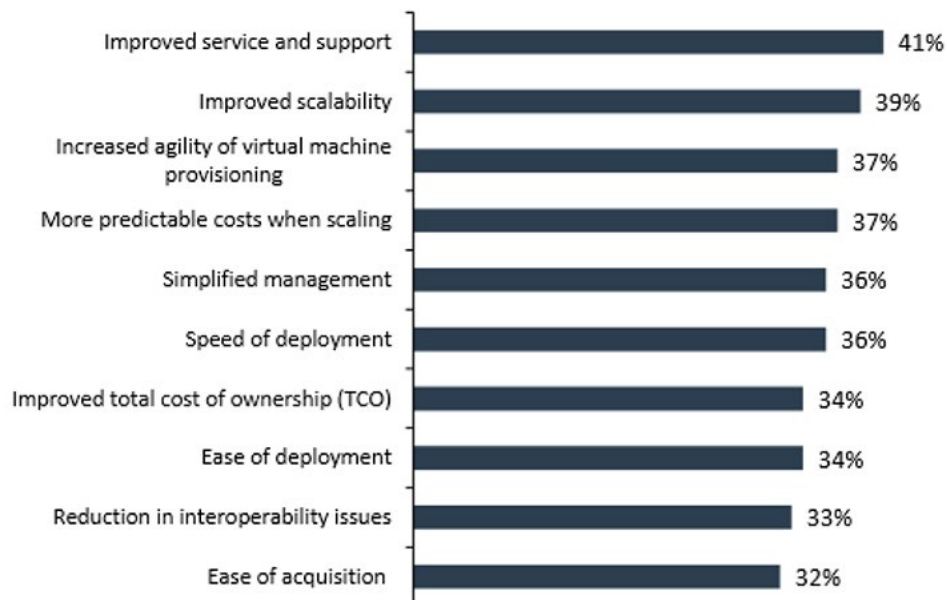 Improved service and support 41%
Improved scalability 39%
Increased agility of virtual machine
provisioning 37%
More predictable costs when scaling 37%
Simplified management 36%
Speed of deployment 36%
Improved total cost of ownership (TCO) 34%
Ease of deployment 34%
Reduction in interoperability issues 33%
Ease of acquisition 32%